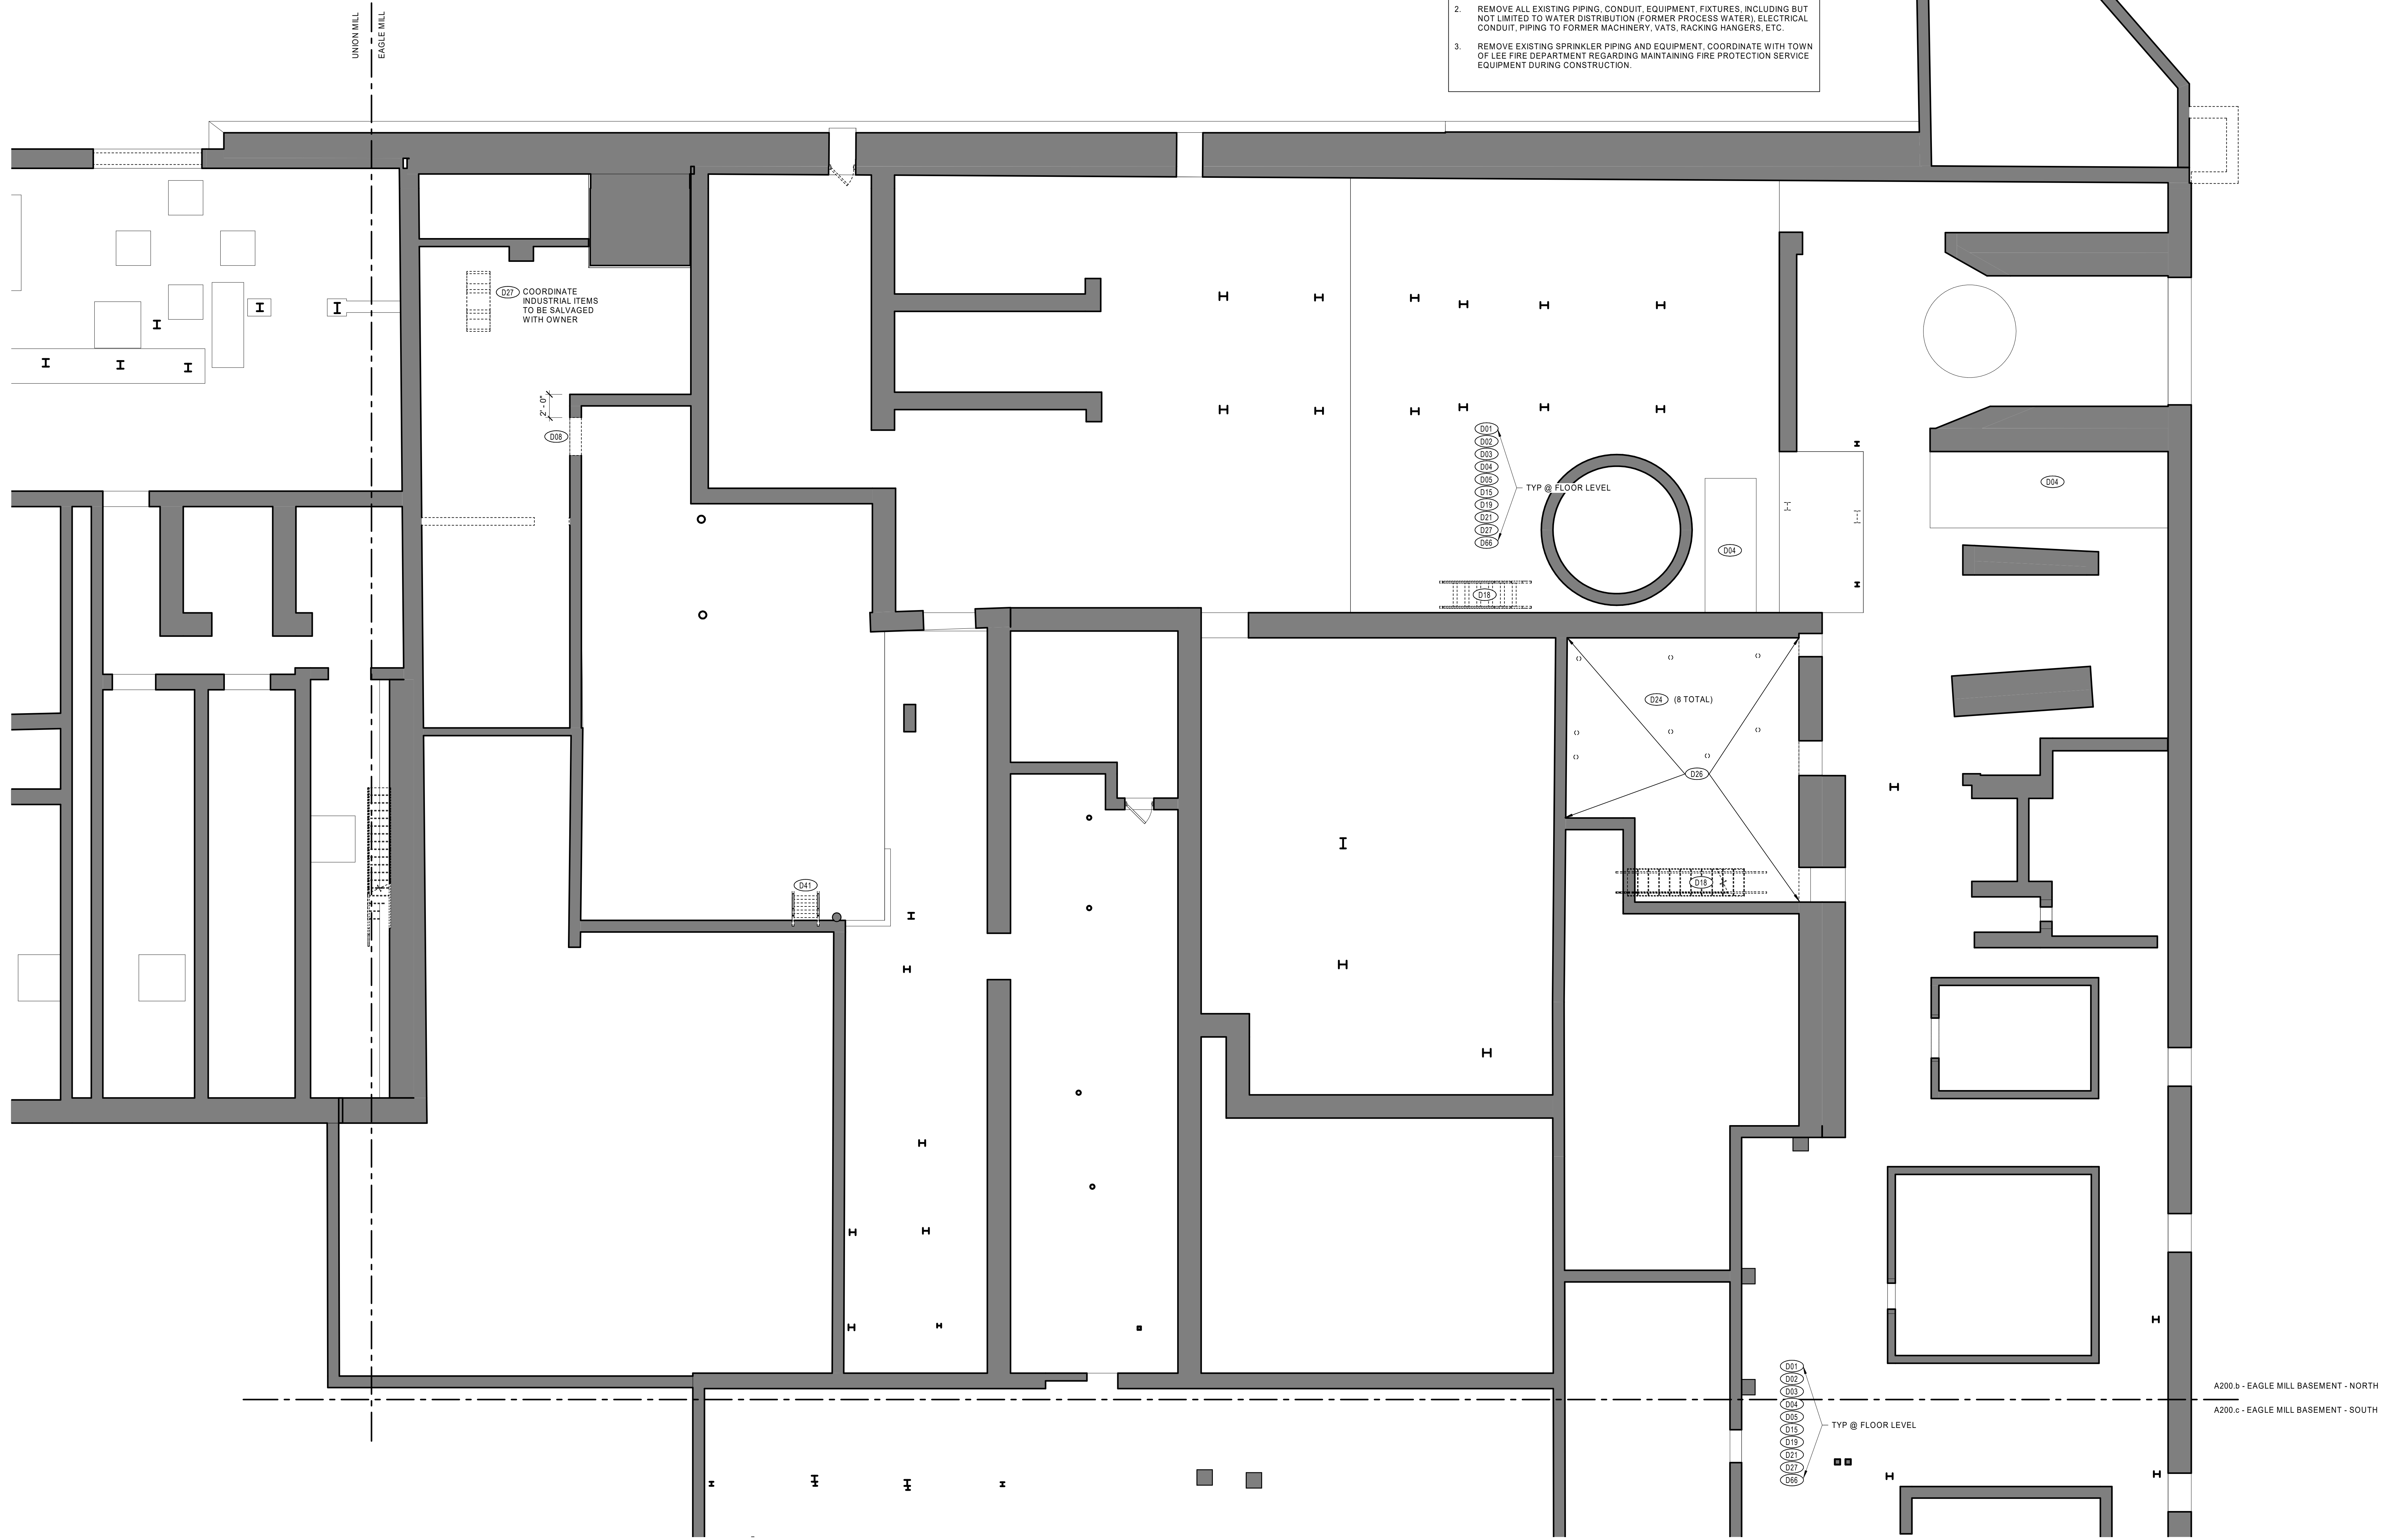 UNION MILL
EAGLE MILL
2. REMOVE ALL EXISTING PIPING, CONDUIT, EQUIPMENT, FIXTURES, INCLUDING BUT
NOT LIMITED TO WATER DISTRIBUTION (FORMER PROCESS WATER), ELECTRICAL
CONDUIT, PIPING TO FORMER MACHINERY, VATS, RACKING HANGERS, ETC.
3. REMOVE EXISTING SPRINKLER PIPING AND EQUIPMENT, COORDINATE WITH TOWN
OF LEE FIRE DEPARTMENT REGARDING MAINTAINING FIRE PROTECTION SERVICE
EQUIPMENT DURING CONSTRUCTION.
D27 COORDINATE
INDUSTRIAL ITEMS
TO BE SALVAGED
WITH OWNER
2' - 0"
D08
D01
D02
D03
D04
D05
D15
D19
D21
D27
D66
TYP @ FLOOR LEVEL
D04
D04
D18
D24 (8 TOTAL)
D26
D18
D41
D01
D02
D03
D04
D05
D15
D19
D21
D27
D66
TYP @ FLOOR LEVEL
A200.b - EAGLE MILL BASEMENT - NORTH
A200.c - EAGLE MILL BASEMENT - SOUTH